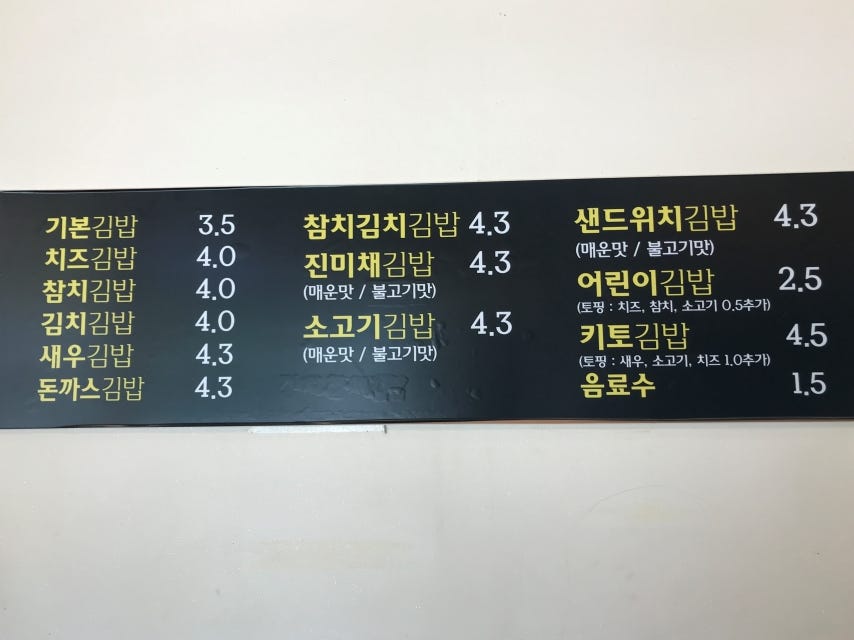 기본김밥 3.5
치즈김밥 4.0
참치김밥 4.0
김치김밥 4.0
새우김밥 4.3
돈까스김밥 4.3
참치김치김밥 4.3
진미채김밥 4.3
(매운맛 / 불고기맛)
소고기김밥 4.3
(매운맛 / 불고기맛)
샌드위치김밥 4.3
(매운맛 / 불고기맛)
어린이김밥 2.5
(토핑 : 치즈, 참치, 소고기 0.5추가)
키토김밥 4.5
(토핑 : 새우, 소고기, 치즈 1.0추가)
음료수 1.5